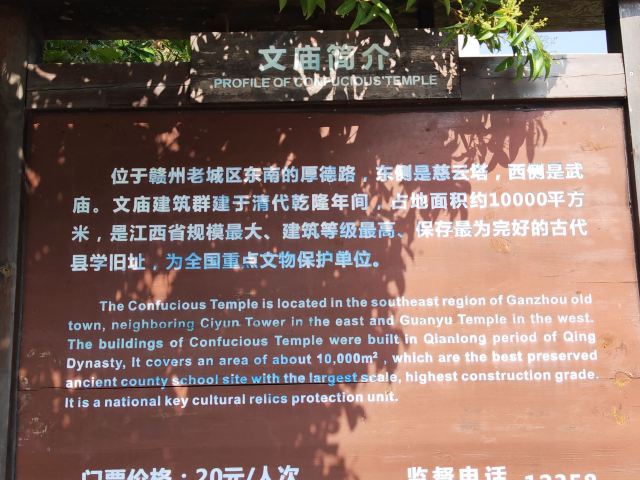 文庙简介
PROFILE OF CONFUCIOUS TEMPLE
位于赣州老城区东南的厚德路，东侧是慈云塔，西侧是武
庙。文庙建筑群建于清代乾隆年间，占地面积约10000平方
米，是江西省规模最大、建筑等级最高、保存最为完好的古代
县学旧址，为全国重点文物保护单位。
The Confucious Temple is located in the southeast region of Ganzhou old
town, neighboring Ciyun Tower in the east and Guanyu Temple in the west.
The buildings of Confucious Temple were built in Qianlong period of Qing
Dynasty, It covers an area of about 10,000m², which are the best preserved
ancient county school site with the largest scale, highest construction grade.
It is a national key cultural relics protection unit.
门票价格：20元/人次
监督电话 12358